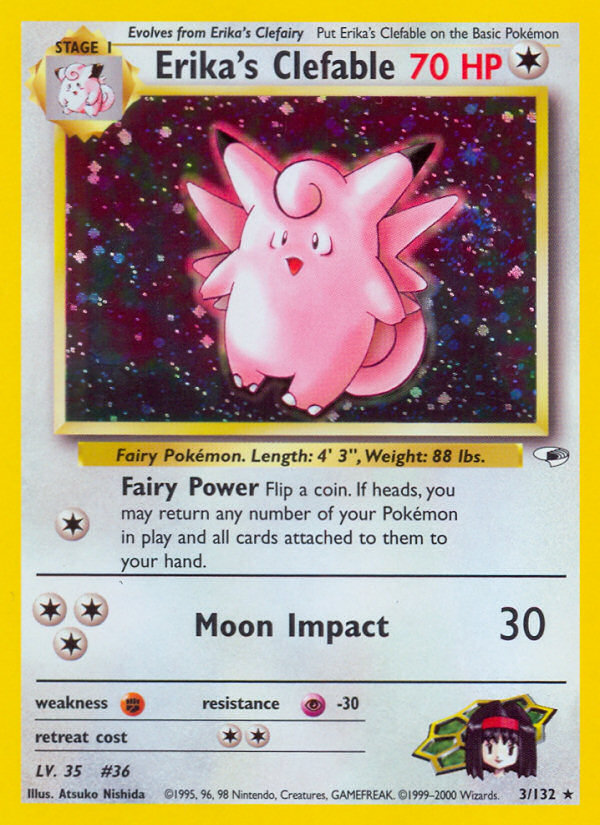 Evolves from Erika's Clefairy Put Erika's Clefable on the Basic Pokémon
STAGE 1
Erika's Clefable 70 HP
Fairy Pokémon. Length: 4' 3", Weight: 88 lbs.
Fairy Power Flip a coin. If heads, you
may return any number of your Pokémon
in play and all cards attached to them to
your hand.
Moon Impact 30
weakness resistance -30
retreat cost
LV. 35 #36
Illus. Atsuko Nishida ©1995, 96, 98 Nintendo, Creatures, GAMEFREAK. ©1999-2000 Wizards. 3/132 ★